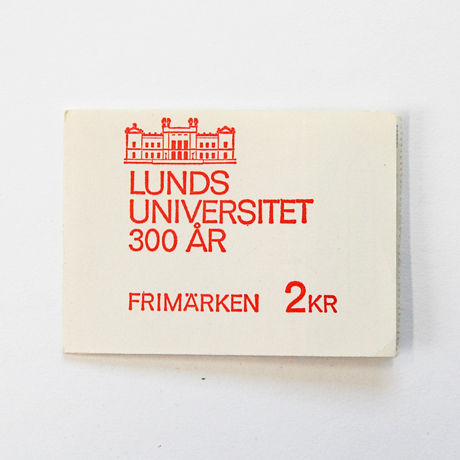 LUNDS
UNIVERSITET
300 ÅR
FRIMÄRKEN 2KR